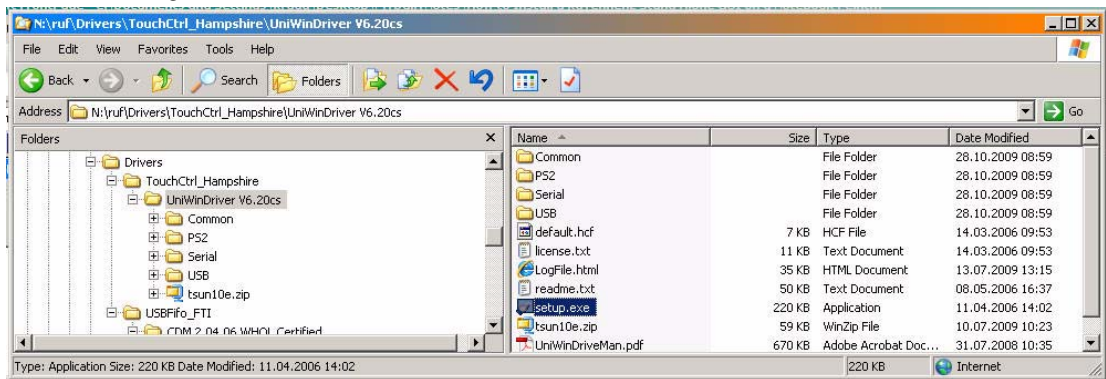 N:\ruf\Drivers\TouchCtrl_Hampshire\UniWinDriver V6.20cs
File Edit View Favorites Tools Help
Back Search Folders
Address N:\ruf\Drivers\TouchCtrl_Hampshire\UniWinDriver V6.20cs Go
Folders
Drivers
TouchCtrl_Hampshire
UniWinDriver V6.20cs
Common
PS2
Serial
USB
tsun10e.zip
USBFifo_FTI
CDM 2.04.06 WHQL Certified
Name Size Type Date Modified
Common File Folder 28.10.2009 08:59
PS2 File Folder 28.10.2009 08:59
Serial File Folder 28.10.2009 08:59
USB File Folder 28.10.2009 08:59
default.hcf 7 KB HCF File 14.03.2006 09:53
license.txt 11 KB Text Document 14.03.2006 09:53
LogFile.html 35 KB HTML Document 13.07.2009 13:15
readme.txt 50 KB Text Document 08.05.2006 16:37
setup.exe 220 KB Application 11.04.2006 14:02
tsun10e.zip 59 KB WinZip File 10.07.2009 10:23
UniWinDriveMan.pdf 670 KB Adobe Acrobat Doc... 31.07.2008 10:35
Type: Application Size: 220 KB Date Modified: 11.04.2006 14:02 220 KB Internet